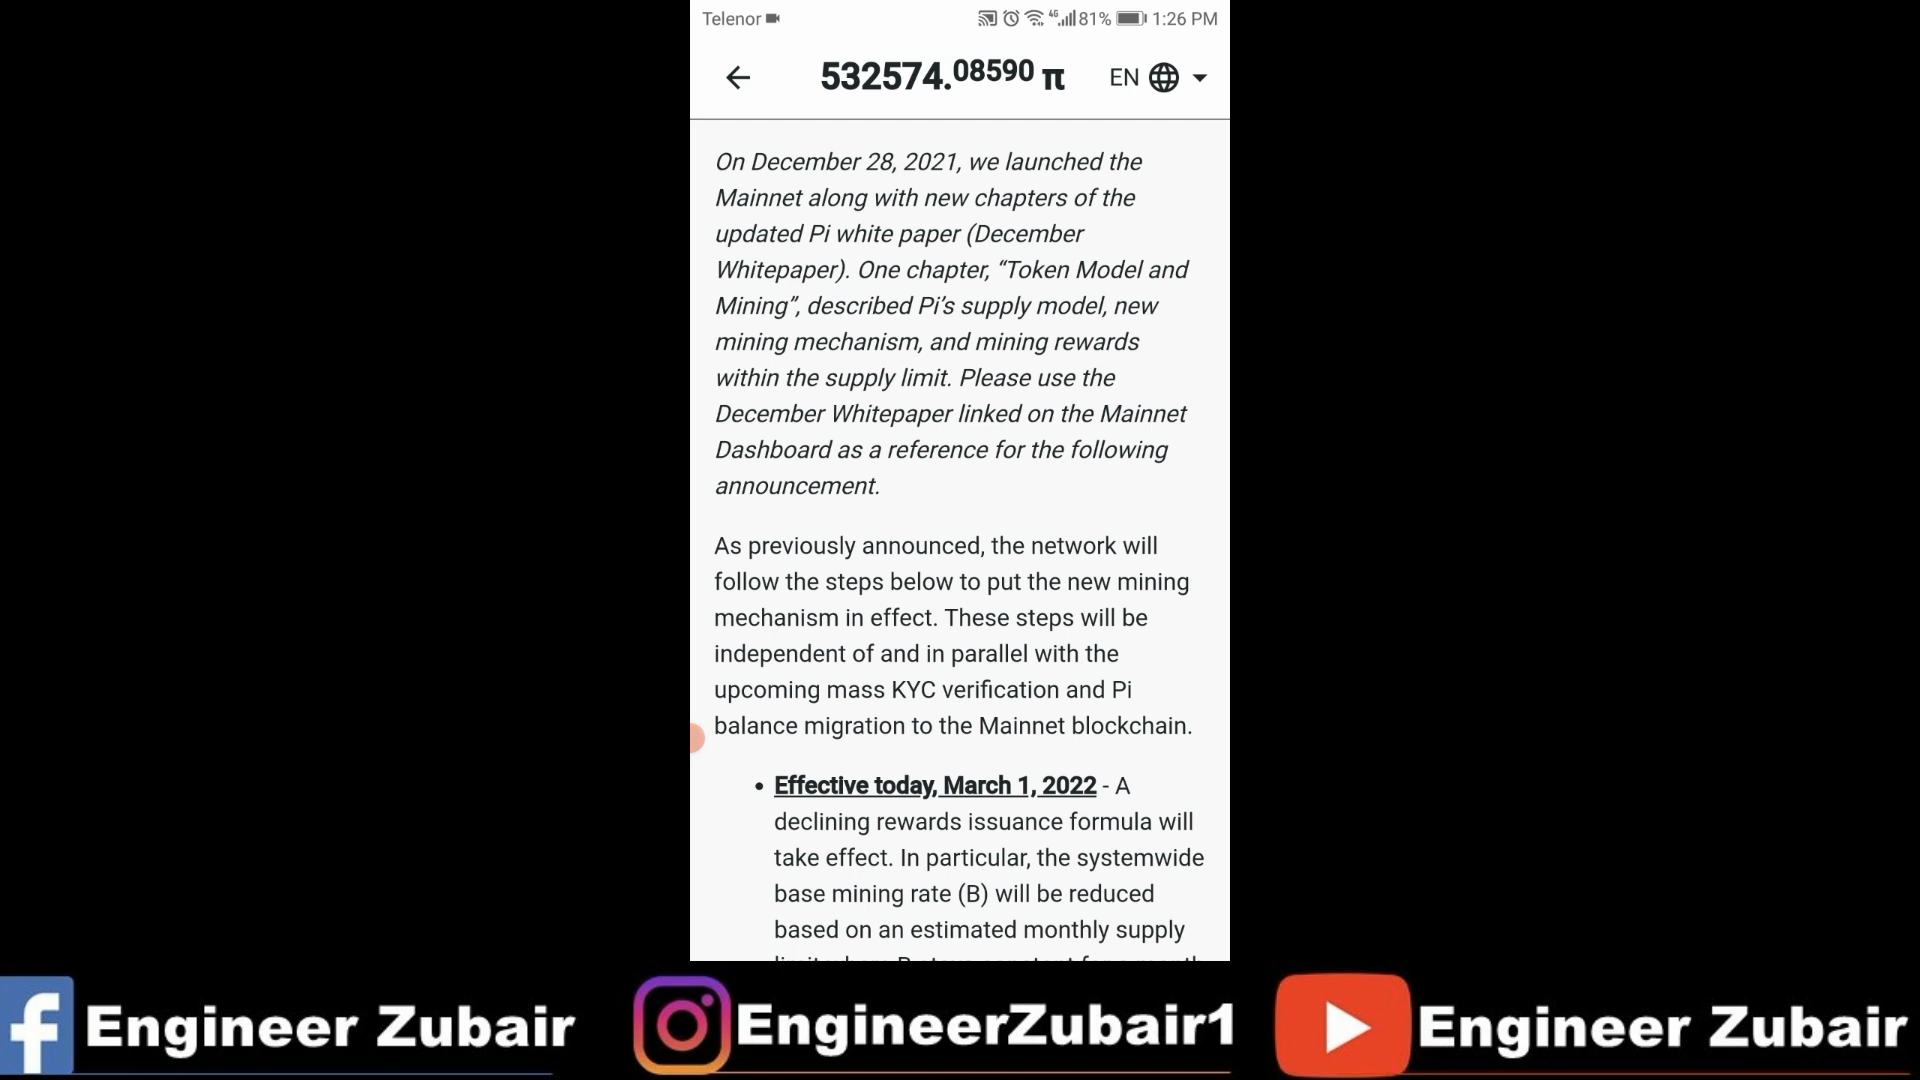 Telenor
4G 81% 1:26 PM
532574.08590 π EN
On December 28, 2021, we launched the
Mainnet along with new chapters of the
updated Pi white paper (December
Whitepaper). One chapter, “Token Model and
Mining”, described Pi’s supply model, new
mining mechanism, and mining rewards
within the supply limit. Please use the
December Whitepaper linked on the Mainnet
Dashboard as a reference for the following
announcement.
As previously announced, the network will
follow the steps below to put the new mining
mechanism in effect. These steps will be
independent of and in parallel with the
upcoming mass KYC verification and Pi
balance migration to the Mainnet blockchain.
• Effective today, March 1, 2022 - A
declining rewards issuance formula will
take effect. In particular, the systemwide
base mining rate (B) will be reduced
based on an estimated monthly supply
Engineer Zubair
EngineerZubair1
Engineer Zubair